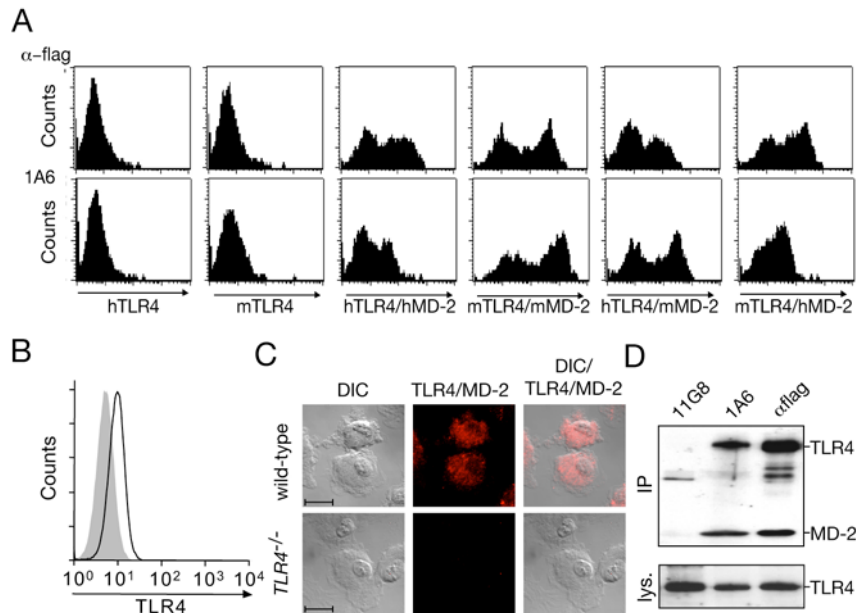 A
α-flag
Counts
1A6
Counts
hTLR4
mTLR4
hTLR4/hMD-2
mTLR4/mMD-2
hTLR4/mMD-2
mTLR4/hMD-2
B
Counts
10⁰ 10¹ 10² 10³ 10⁴
TLR4
C
DIC
TLR4/MD-2
DIC/
TLR4/MD-2
wild-type
TLR4-/-
D
11G8
1A6
αflag
IP
TLR4
MD-2
lys.
TLR4